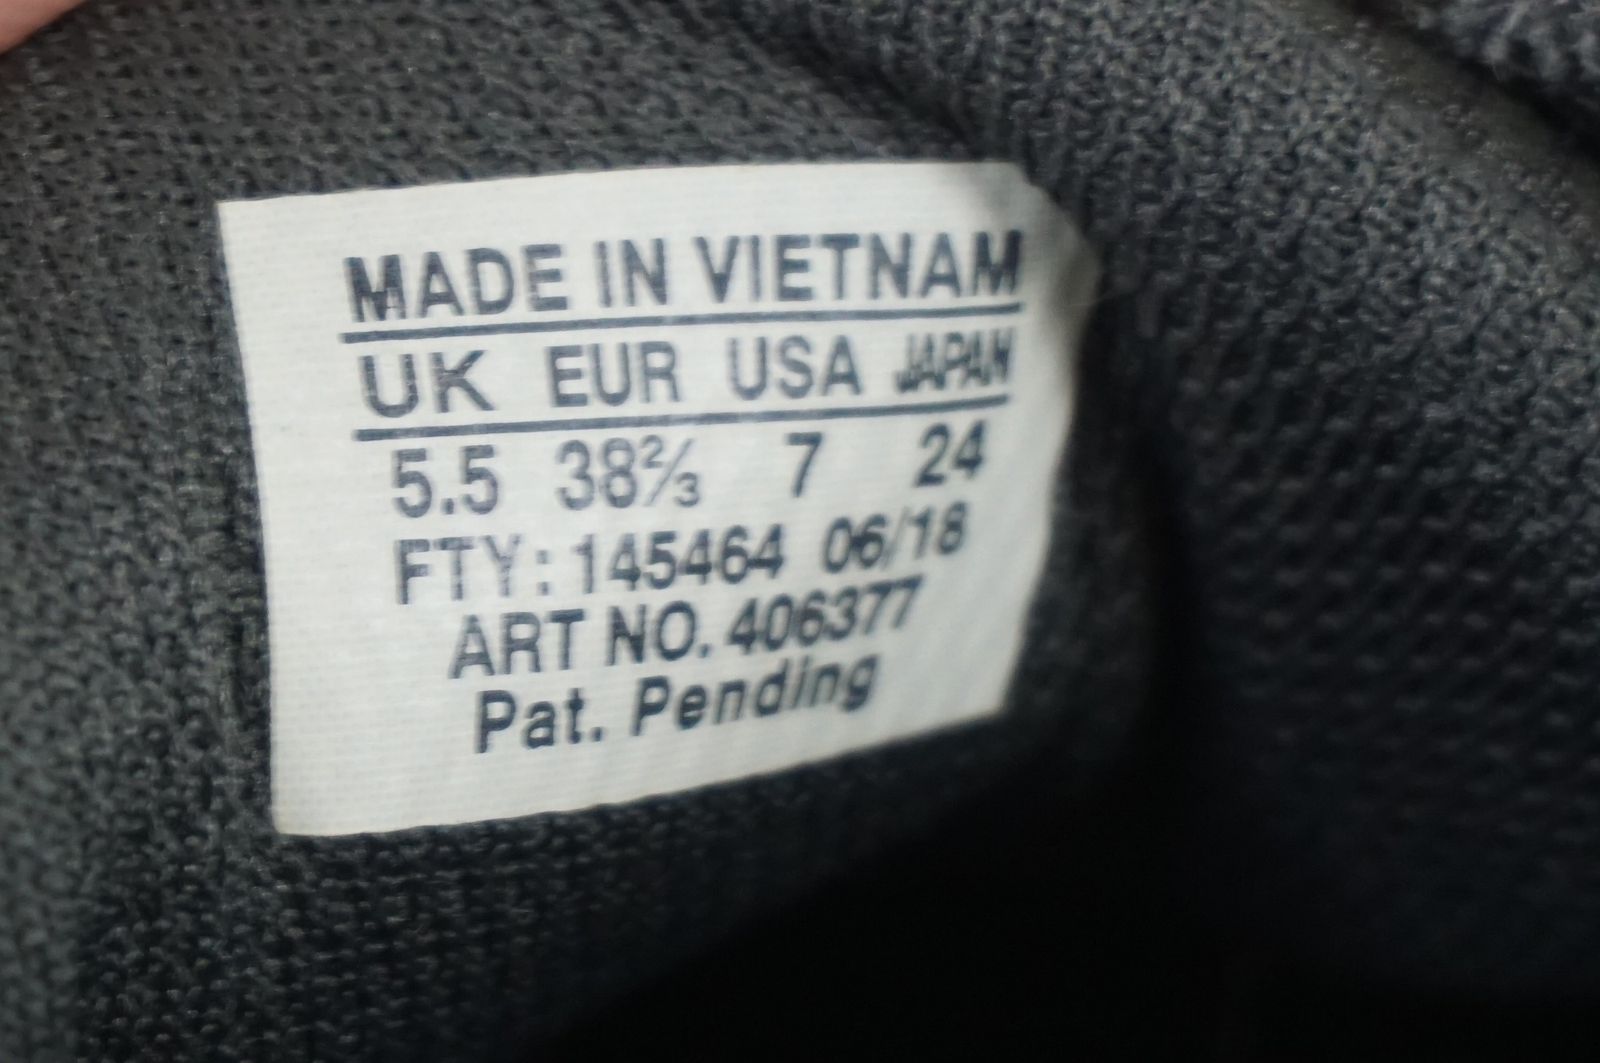 MADE IN VIETNAM
UK EUR USA JAPAN
5.5 38⅔ 7 24
FTY: 145464 06/18
ART NO. 406377
Pat. Pending